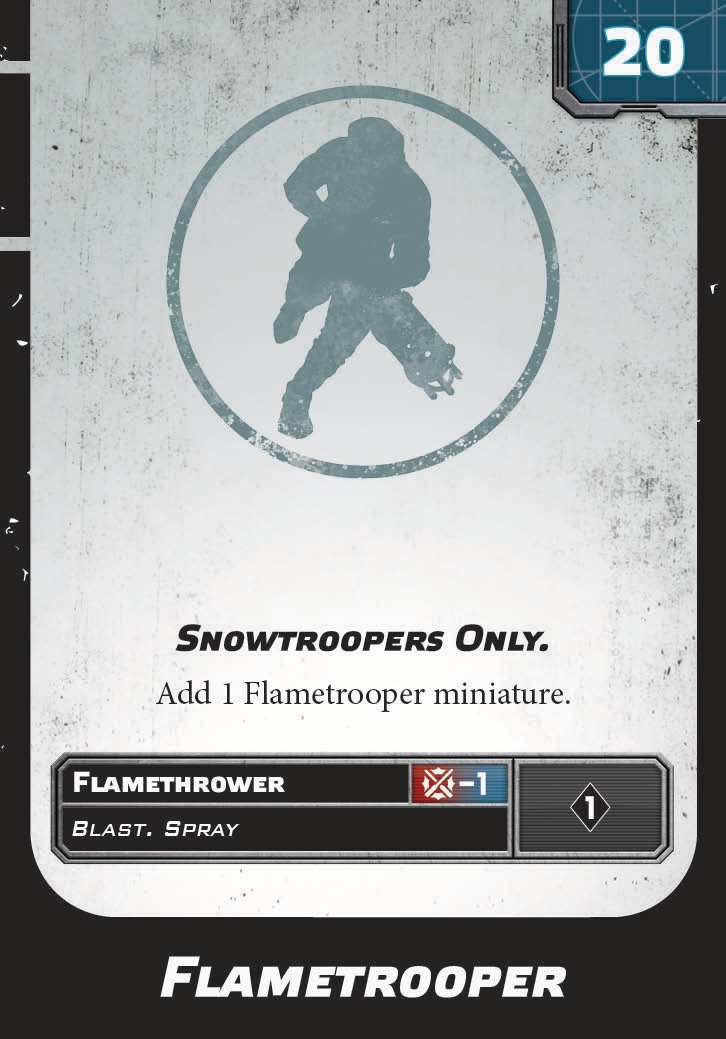 20
SNOWTROOPERS ONLY.
Add 1 Flametrooper miniature.
FLAMETHROWER
-1
BLAST. SPRAY
1
FLAMETROOPER